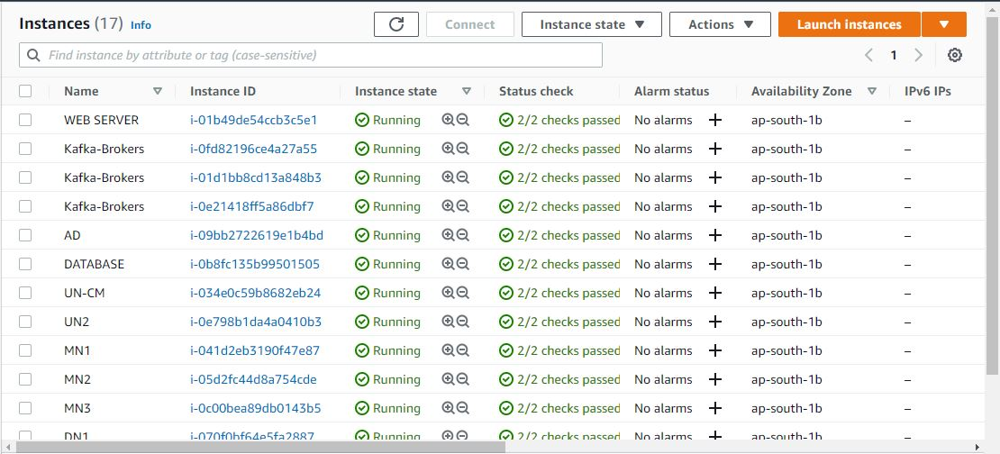 Instances (17) Info Connect Instance state Actions Launch instances
Find instance by attribute or tag (case-sensitive) 1
Name Instance ID Instance state Status check Alarm status Availability Zone IPv6 IPs
WEB SERVER i-01b49de54ccb3c5e1 Running 2/2 checks passed No alarms + ap-south-1b –
Kafka-Brokers i-0fd82196ce4a27a55 Running 2/2 checks passed No alarms + ap-south-1b –
Kafka-Brokers i-01d1bb8cd13a848b3 Running 2/2 checks passed No alarms + ap-south-1b –
Kafka-Brokers i-0e21418ff5a86dbf7 Running 2/2 checks passed No alarms + ap-south-1b –
AD i-09bb2722619e1b4bd Running 2/2 checks passed No alarms + ap-south-1b –
DATABASE i-0b8fc135b99501505 Running 2/2 checks passed No alarms + ap-south-1b –
UN-CM i-034e0c59b8682eb24 Running 2/2 checks passed No alarms + ap-south-1b –
UN2 i-0e798b1da4a0410b3 Running 2/2 checks passed No alarms + ap-south-1b –
MN1 i-041d2eb3190f47e87 Running 2/2 checks passed No alarms + ap-south-1b –
MN2 i-05d2fc44d8a754cde Running 2/2 checks passed No alarms + ap-south-1b –
MN3 i-0c00bea89db0143b5 Running 2/2 checks passed No alarms + ap-south-1b –
DN1 i-070f0bf64e5fa2887 Running 2/2 checks passed No alarms + ap-south-1b –